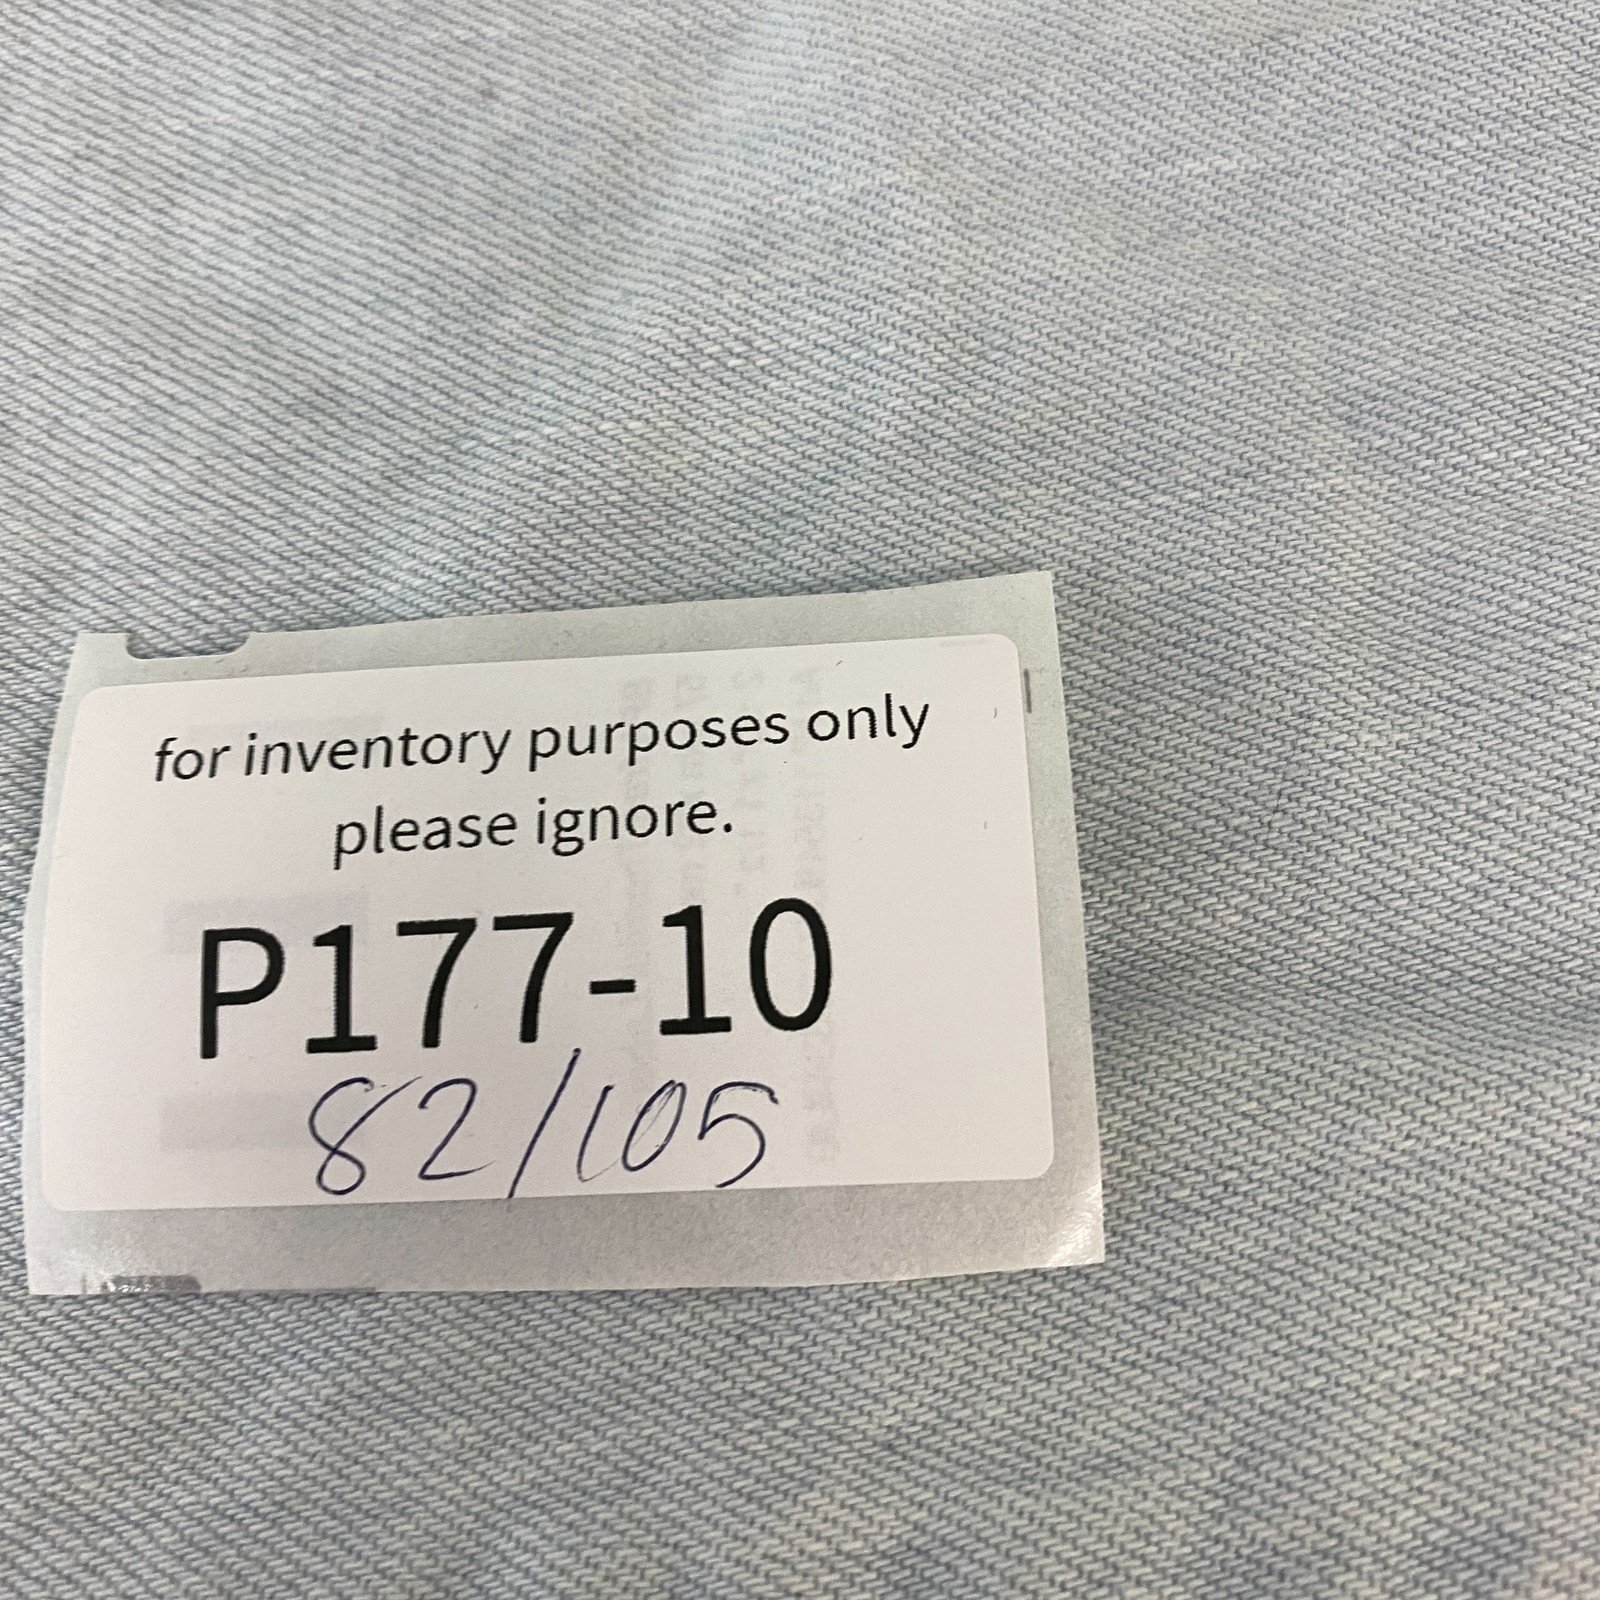 for inventory purposes only
please ignore.
P177-10
82/105